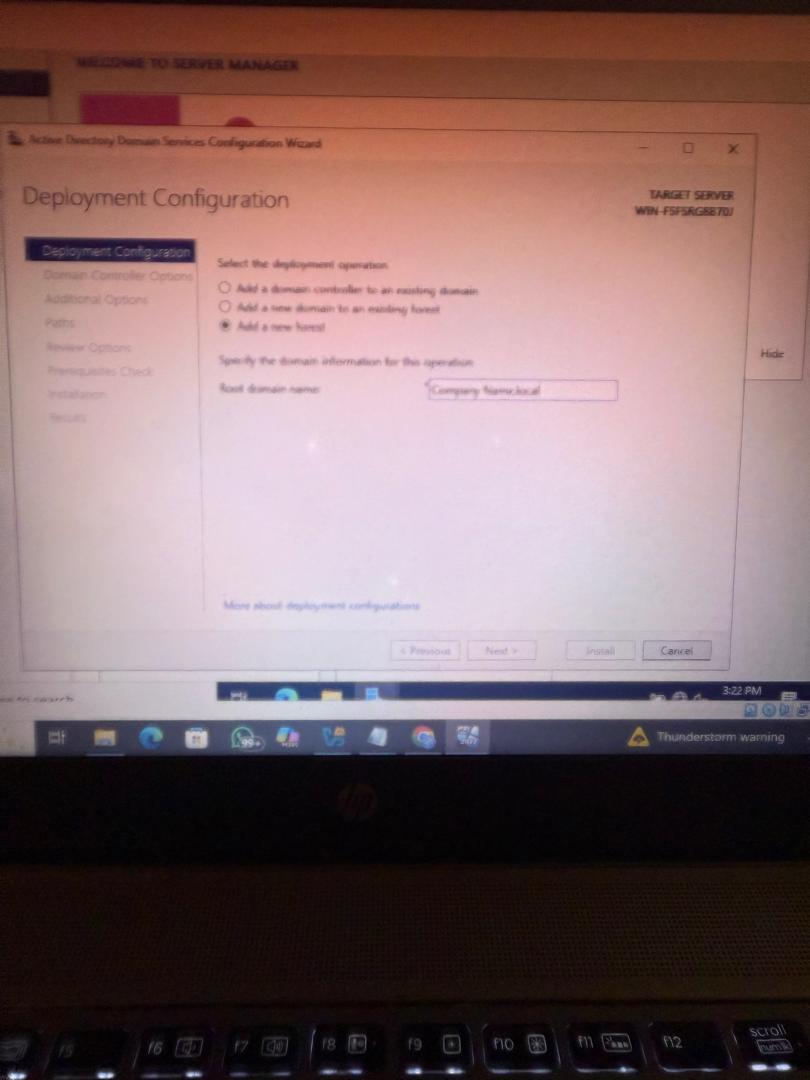 WELCOME TO SERVER MANAGER
Active Directory Domain Services Configuration Wizard
Deployment Configuration
TARGET SERVER
Deployment Configuration
Domain Controller Options
Additional Options
Paths
Review Options
Prerequisites Check
Installation
Results
Select the deployment operation
Add a domain controller to an existing domain
Add a new domain to an existing forest
Add a new forest
Specify the domain information for this operation
Root domain name:
Company Name.local
Hide
More about deployment configurations
< Previous
Next >
Install
Cancel
3:22 PM
99+
Thunderstorm warning
hp
f5
f6
f7
f8
f9
f10
f11
f12
scroll
num lk